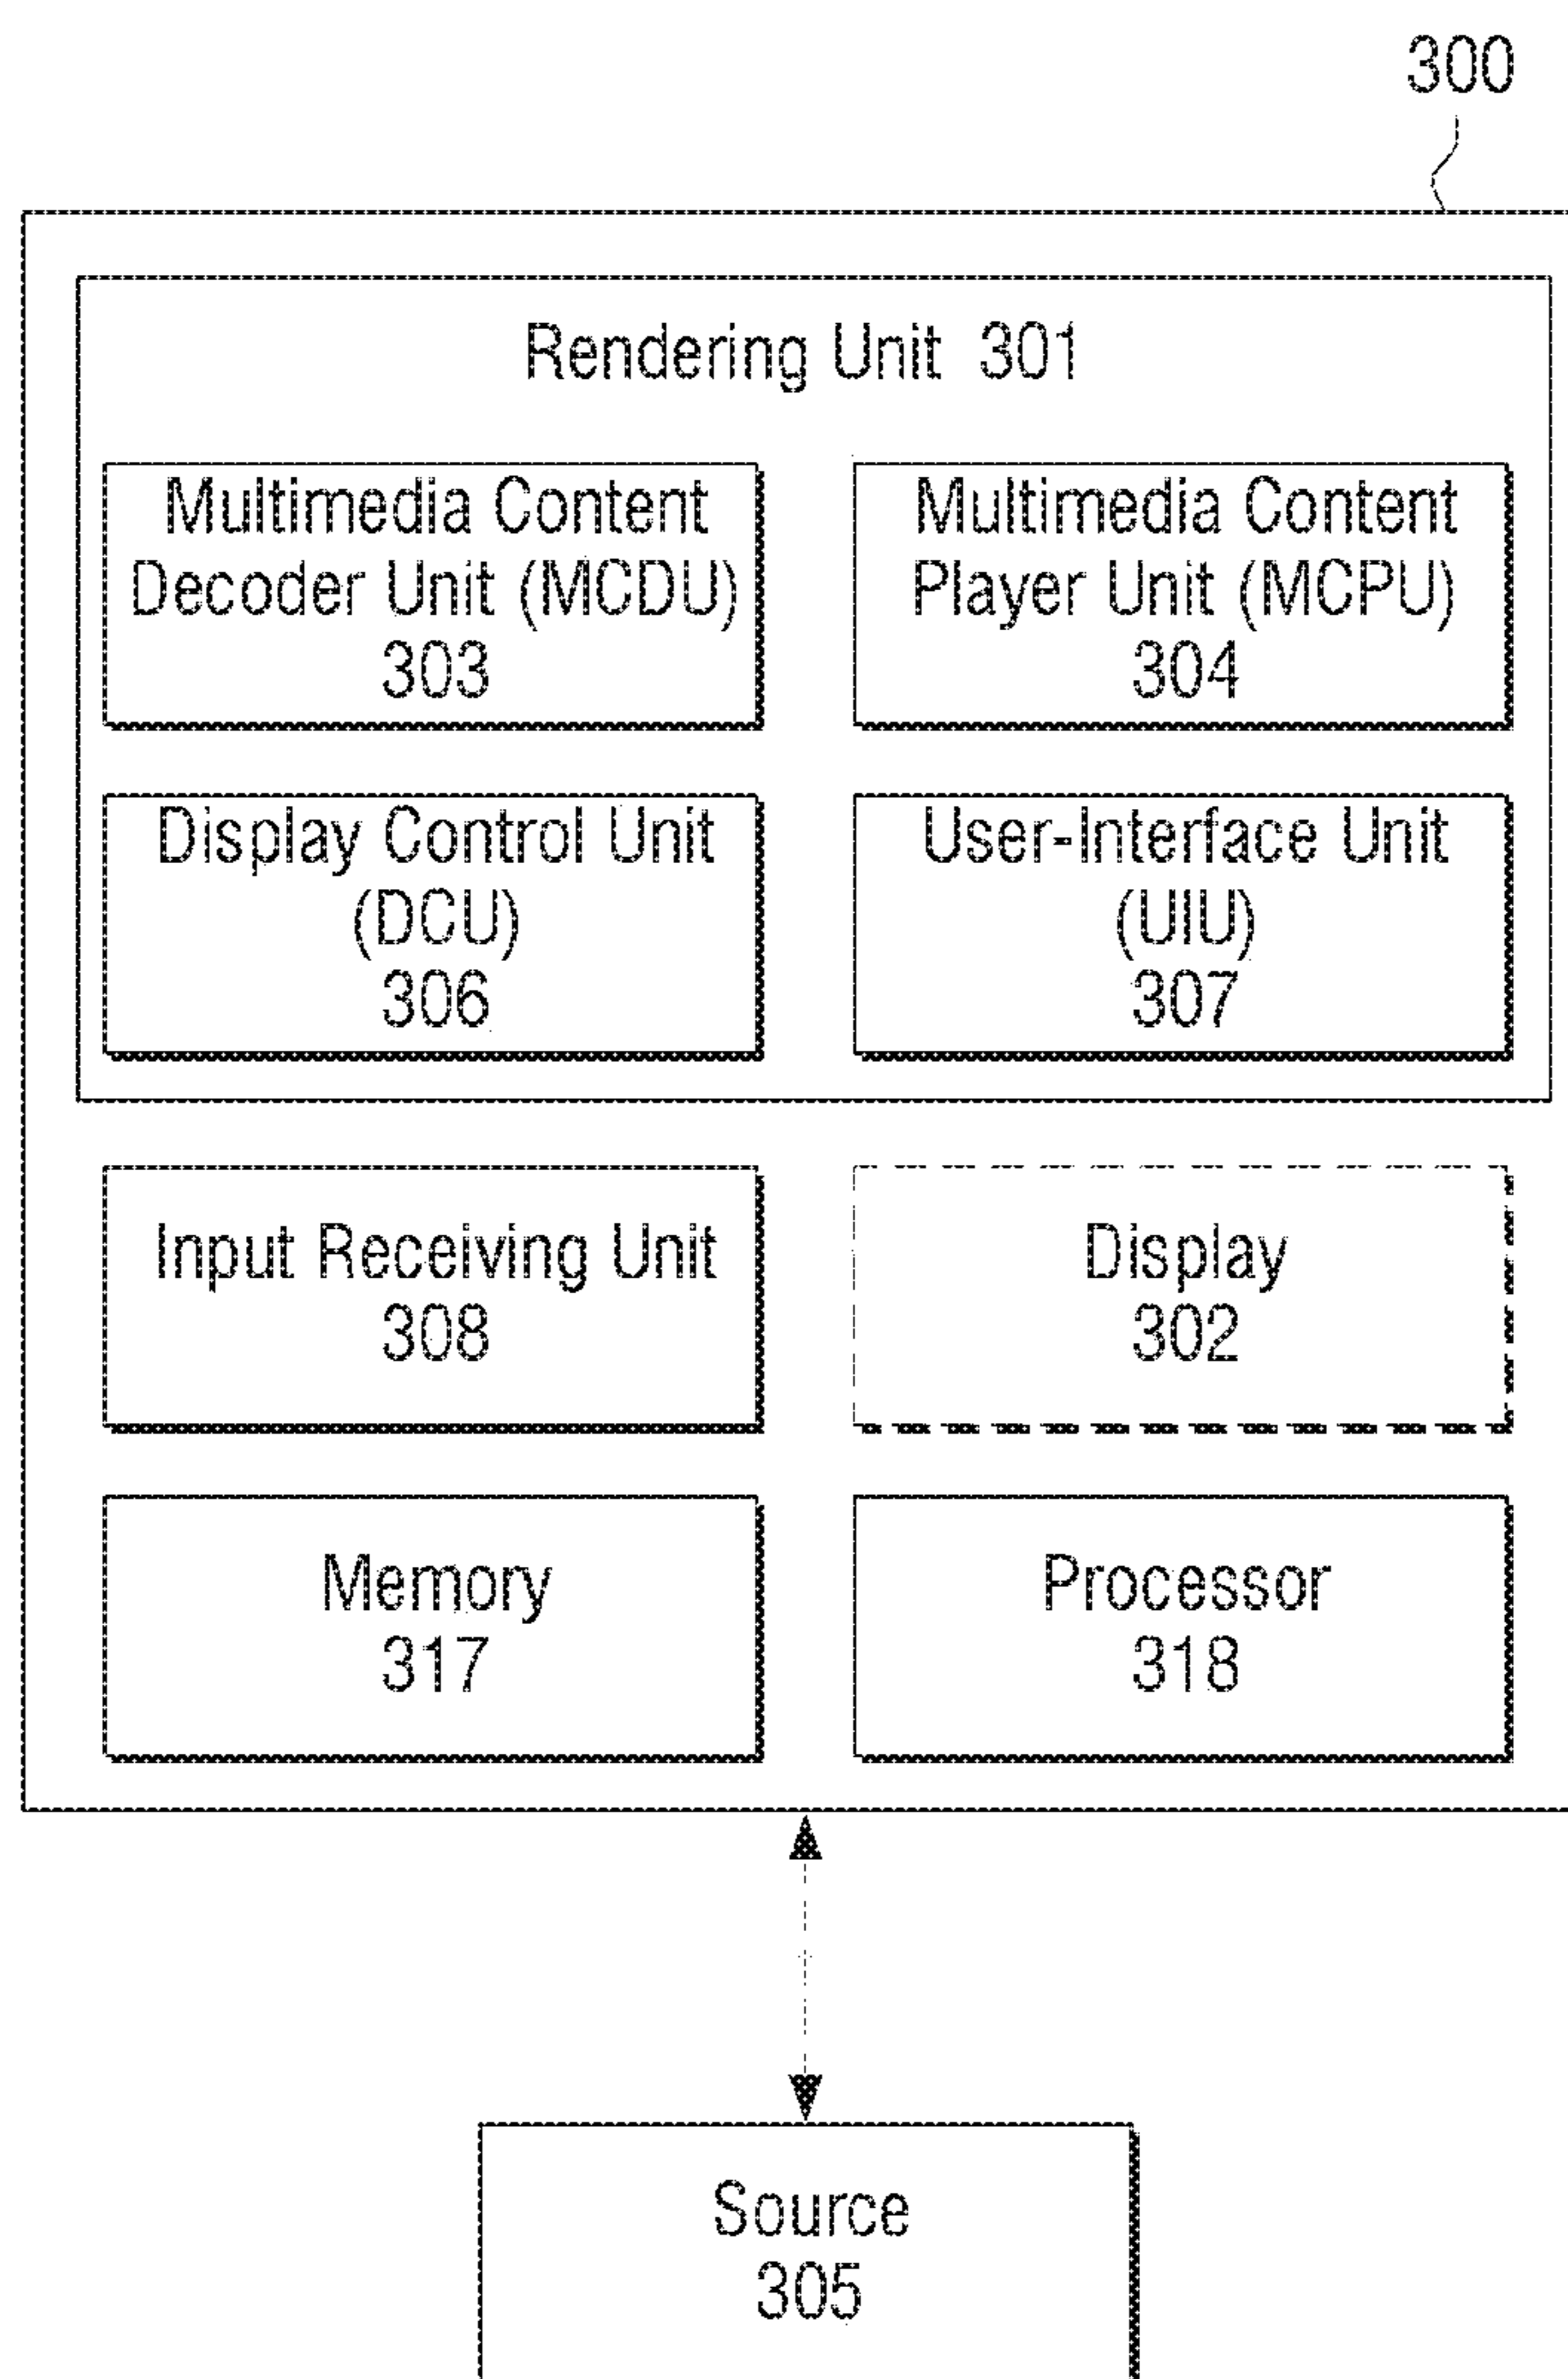 300
Rendering Unit 301
Multimedia Content
Decoder Unit (MCDU)
303
Multimedia Content
Player Unit (MCPU)
304
Display Control Unit
(DCU)
306
User-Interface Unit
(UIU)
307
Input Receiving Unit
308
Display
302
Memory
317
Processor
318
Source
305